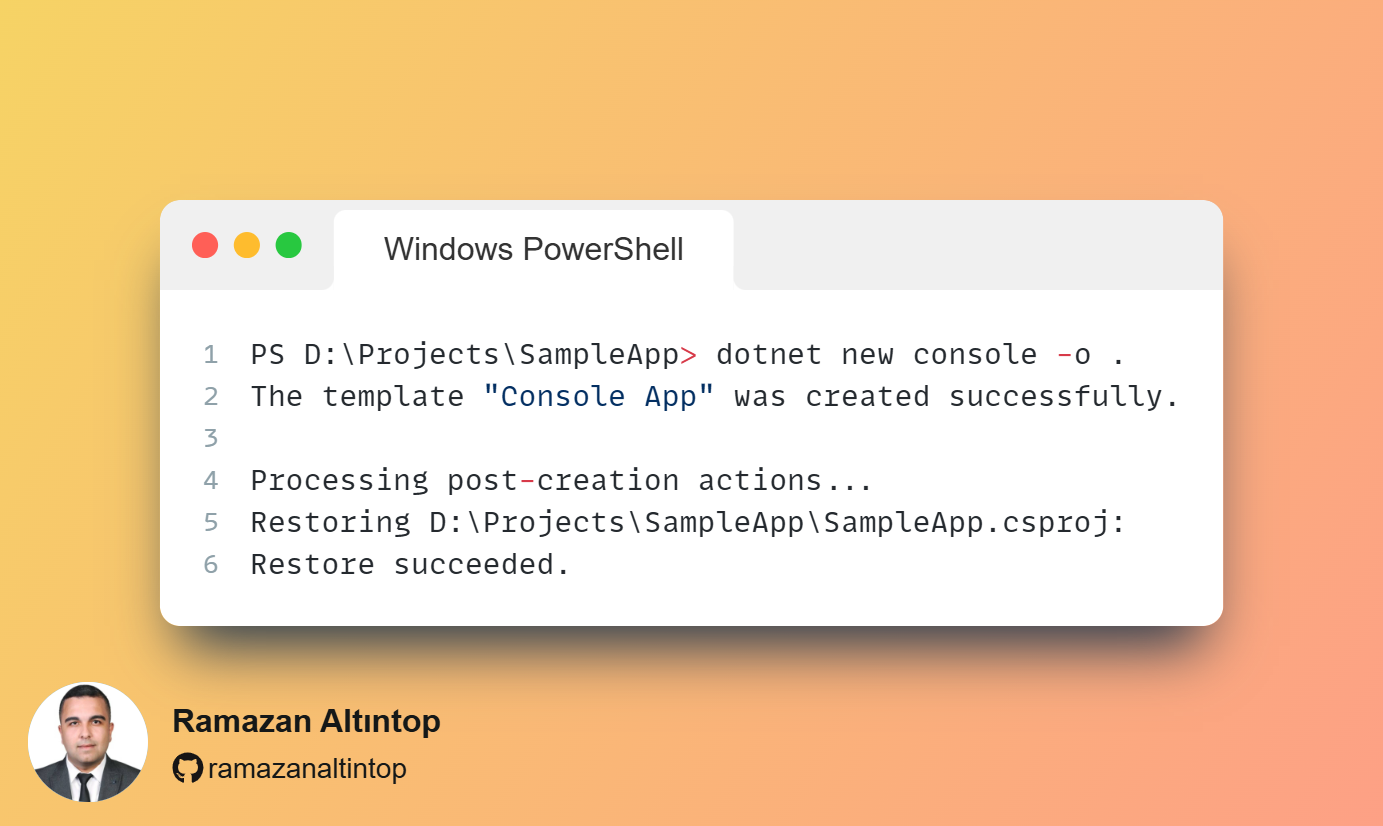 Windows PowerShell
1 PS D:\Projects\SampleApp> dotnet new console -o .
2 The template "Console App" was created successfully.
3
4 Processing post-creation actions...
5 Restoring D:\Projects\SampleApp\SampleApp.csproj:
6 Restore succeeded.
Ramazan Altıntop
ramazanaltintop